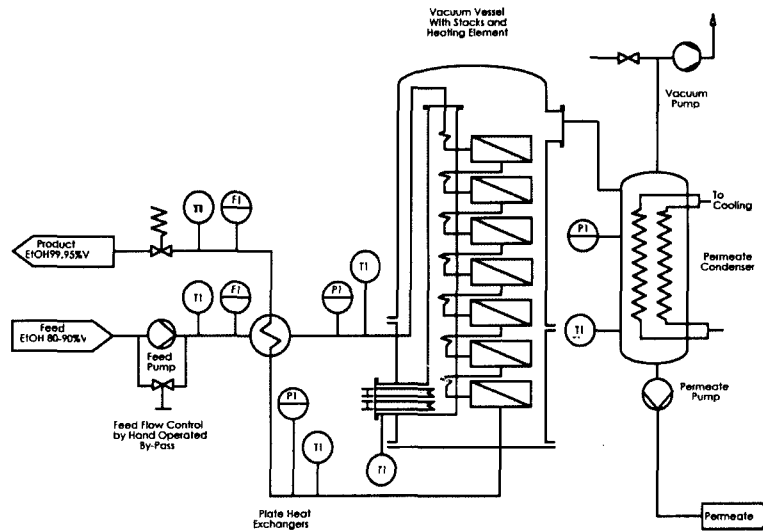 Vacuum Vessel
With Stacks and
Heating Element
Vacuum
Pump
To
Cooling
TI
FI
PI
Product
EtOH99.95%V
TI
PI
Permeate
Condenser
TI
FI
Feed
EtOH 80-90%V
Feed
Pump
TI
PI
Permeate
Pump
Feed Flow Control
by Hand Operated
By-Pass
TI
TI
Plate Heat
Exchangers
Permeate